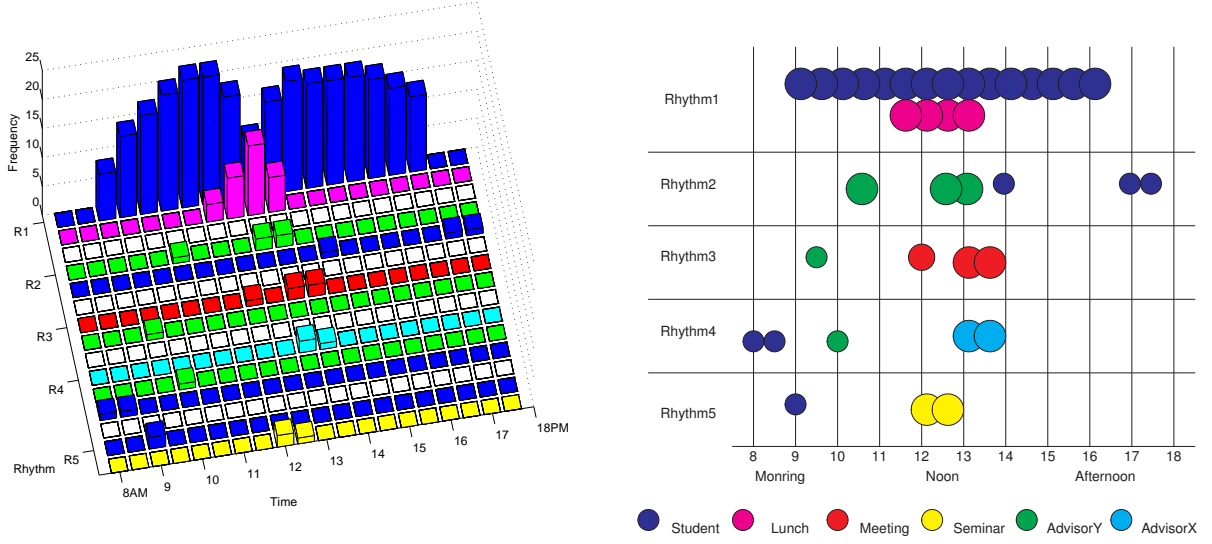 25
20
15
10
5
0
Frequency
R1
R2
R3
R4
R5
Rhythm
8AM
9
10
11
12
13
14
15
16
17
18PM
Time
Rhythm1
Rhythm2
Rhythm3
Rhythm4
Rhythm5
8 9 10 11 12 13 14 15 16 17 18
Monring Noon Afternoon
Student Lunch Meeting Seminar AdvisorY AdvisorX